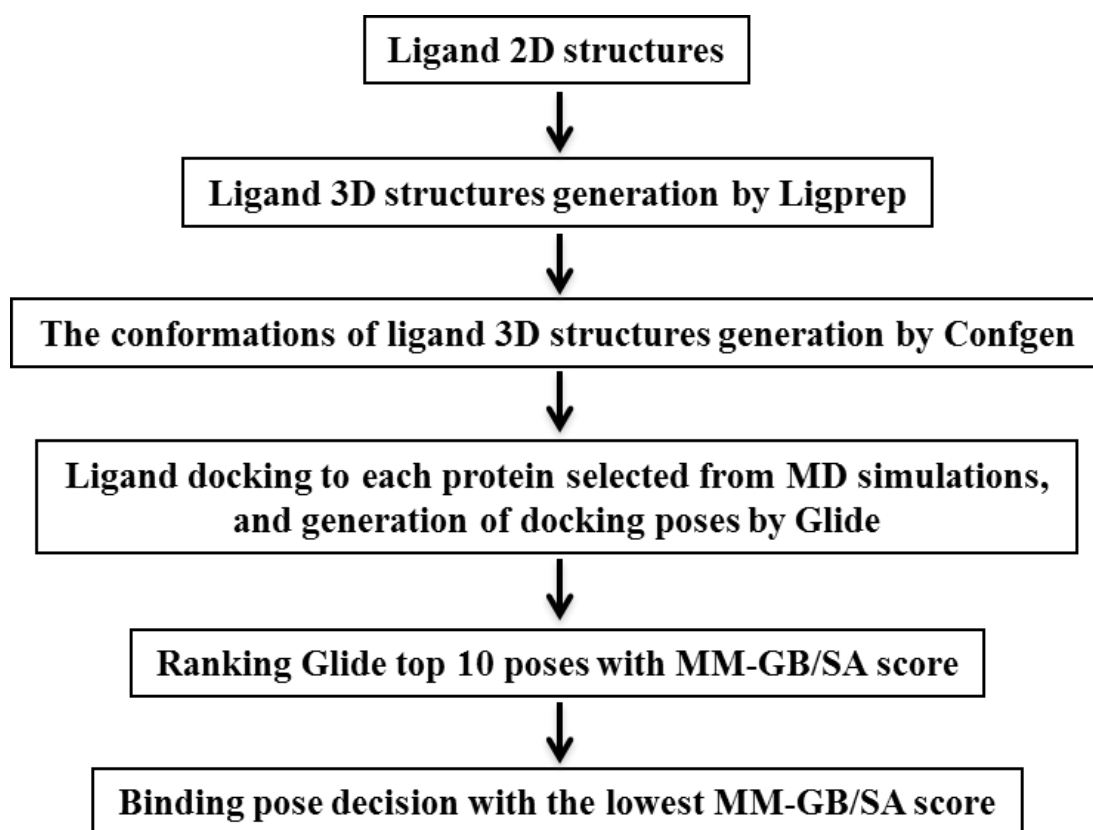 Ligand 2D structures
Ligand 3D structures generation by Ligprep
The conformations of ligand 3D structures generation by Confgen
Ligand docking to each protein selected from MD simulations,
and generation of docking poses by Glide
Ranking Glide top 10 poses with MM-GB/SA score
Binding pose decision with the lowest MM-GB/SA score